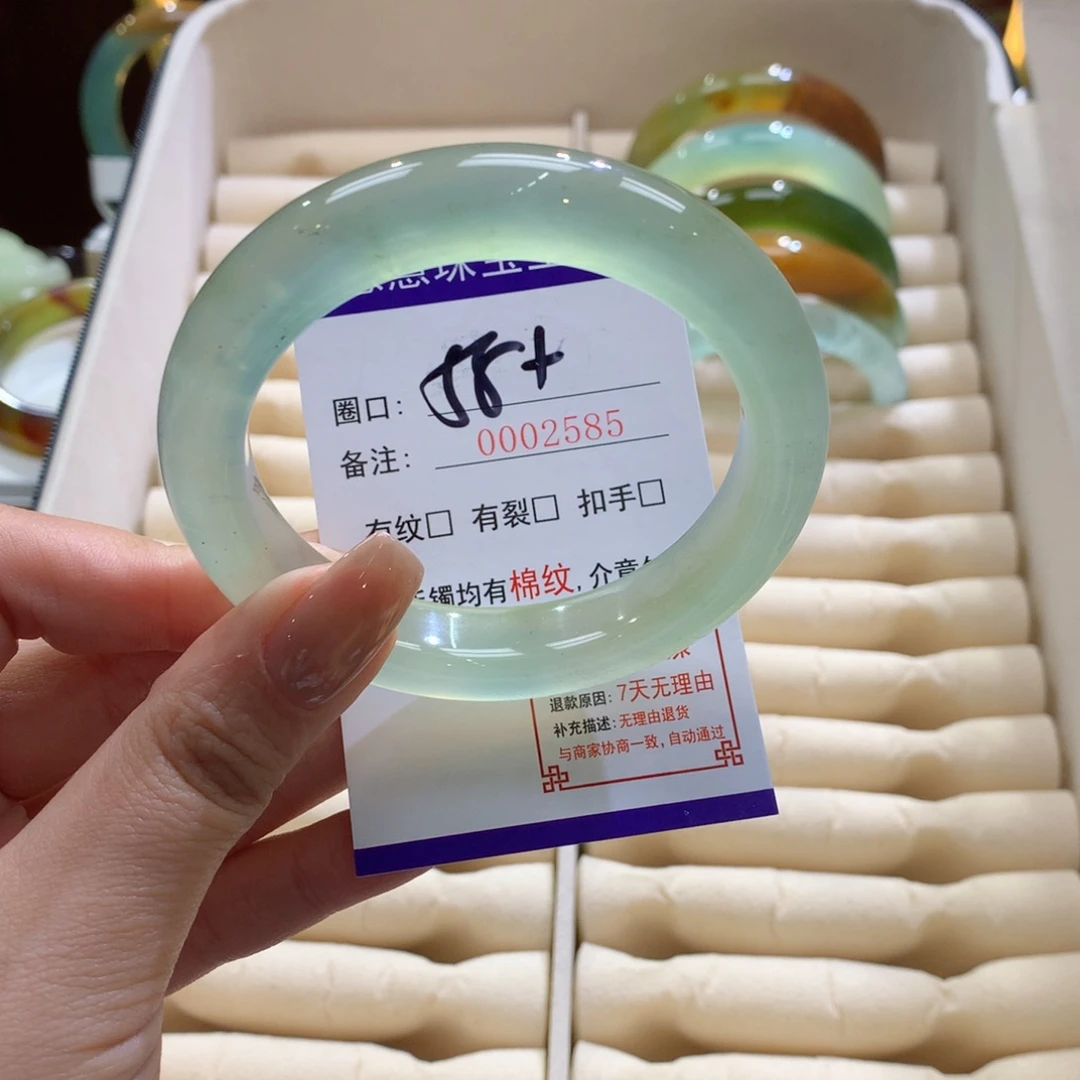 珠宝
圈口: 58+
备注: 0002585
有纹□ 有裂□ 扣手□
镯均有棉纹, 介意
退款原因: 7天无理由
补充描述: 无理由退货
与商家协商一致, 自动通过